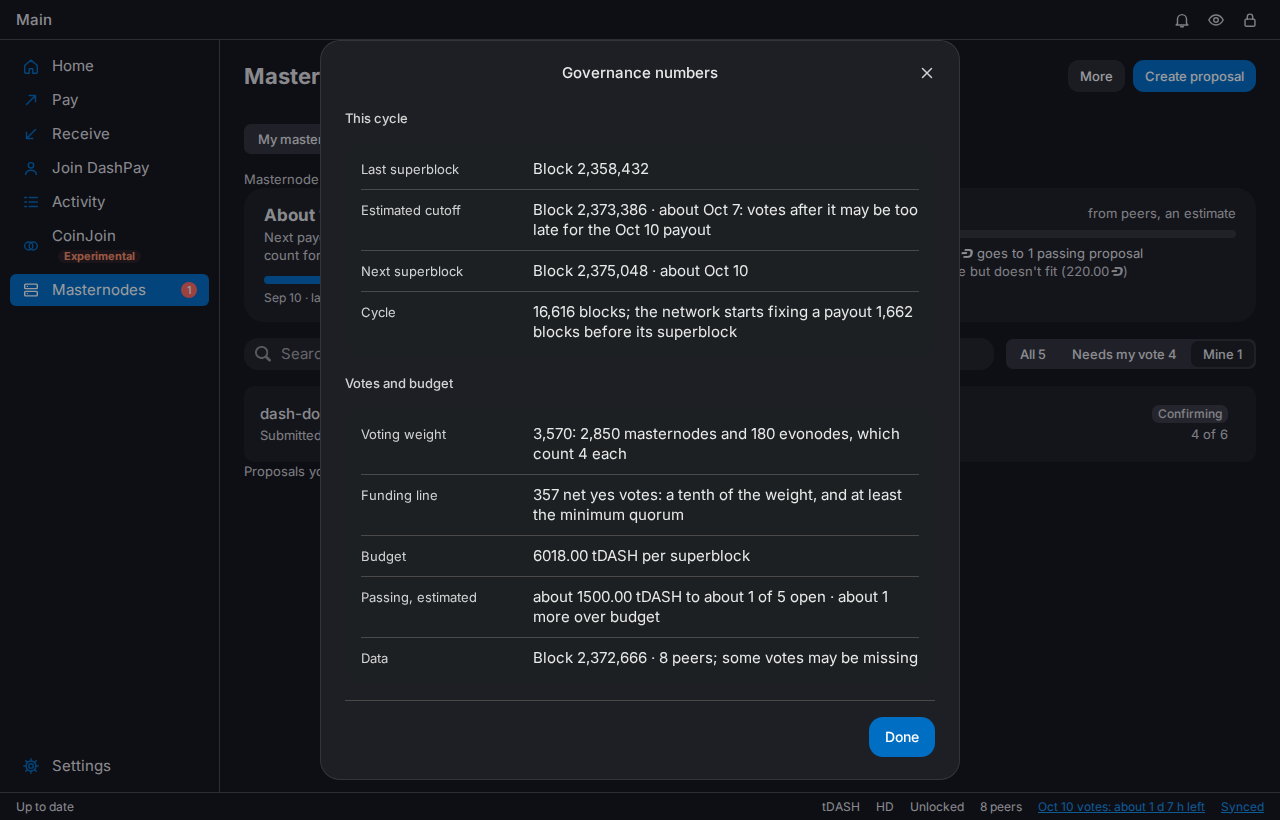 Main
Home
Pay
Receive
Join DashPay
Activity
CoinJoin
Experimental
Masternodes
1
Settings
Master
More
Create proposal
My master
Masternode
About
Next pay
count for
Sep 10 · la
from peers, an estimate
goes to 1 passing proposal
e but doesn't fit (220.00
)
Searc
All 5
Needs my vote 4
Mine 1
dash-do
Submitted
Confirming
4 of 6
Proposals yo
Governance numbers
This cycle
Last superblock
Block 2,358,432
Estimated cutoff
Block 2,373,386 · about Oct 7: votes after it may be too
late for the Oct 10 payout
Next superblock
Block 2,375,048 · about Oct 10
Cycle
16,616 blocks; the network starts fixing a payout 1,662
blocks before its superblock
Votes and budget
Voting weight
3,570: 2,850 masternodes and 180 evonodes, which
count 4 each
Funding line
357 net yes votes: a tenth of the weight, and at least
the minimum quorum
Budget
6018.00 tDASH per superblock
Passing, estimated
about 1500.00 tDASH to about 1 of 5 open · about 1
more over budget
Data
Block 2,372,666 · 8 peers; some votes may be missing
Done
Up to date
tDASH
HD
Unlocked
8 peers
Oct 10 votes: about 1 d 7 h left
Synced